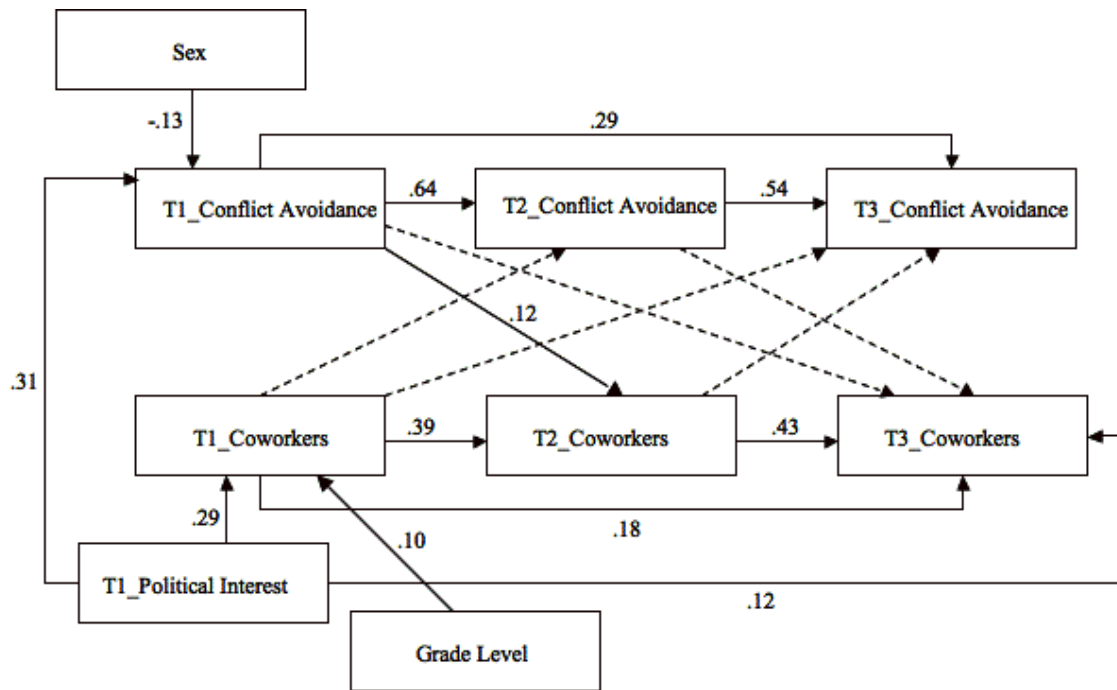 Sex
-.13
.29
T1_Conflict Avoidance
.64
T2_Conflict Avoidance
.54
T3_Conflict Avoidance
.12
.31
T1_Coworkers
.39
T2_Coworkers
.43
T3_Coworkers
.29
.10
.18
T1_Political Interest
.12
Grade Level